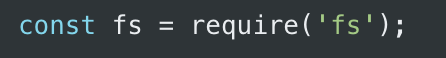 const fs = require('fs');